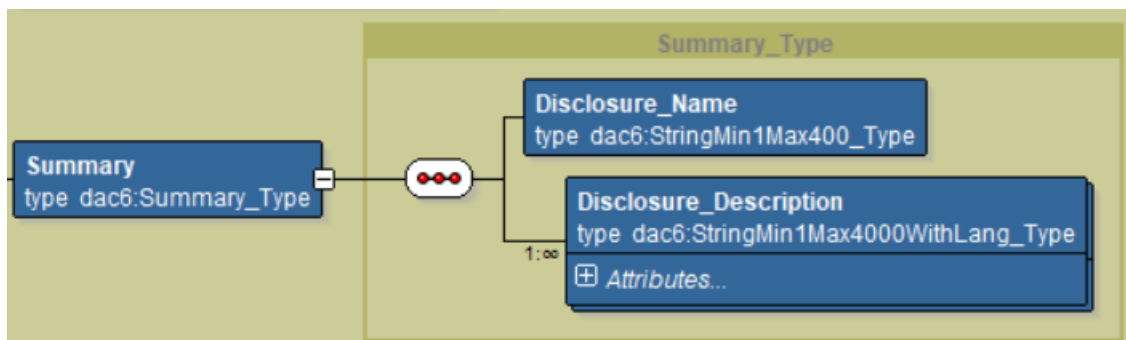 Summary_Type
Disclosure_Name
type dac6:StringMin1Max400_Type
Summary
type dac6:Summary_Type
Disclosure_Description
type dac6:StringMin1Max4000WithLang_Type
1:∞
Attributes...